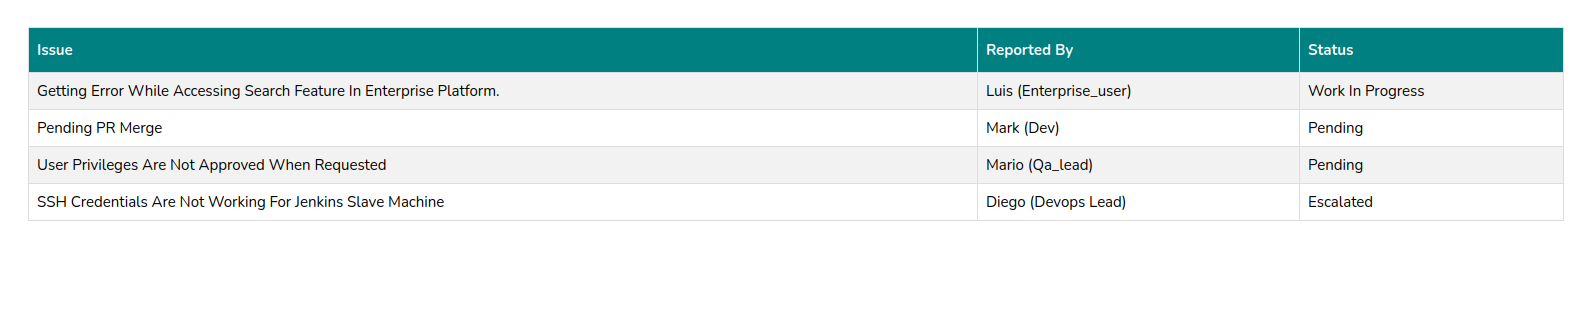 Issue Reported By Status
Getting Error While Accessing Search Feature In Enterprise Platform. Luis (Enterprise_user) Work In Progress
Pending PR Merge Mark (Dev) Pending
User Privileges Are Not Approved When Requested Mario (Qa_lead) Pending
SSH Credentials Are Not Working For Jenkins Slave Machine Diego (Devops Lead) Escalated